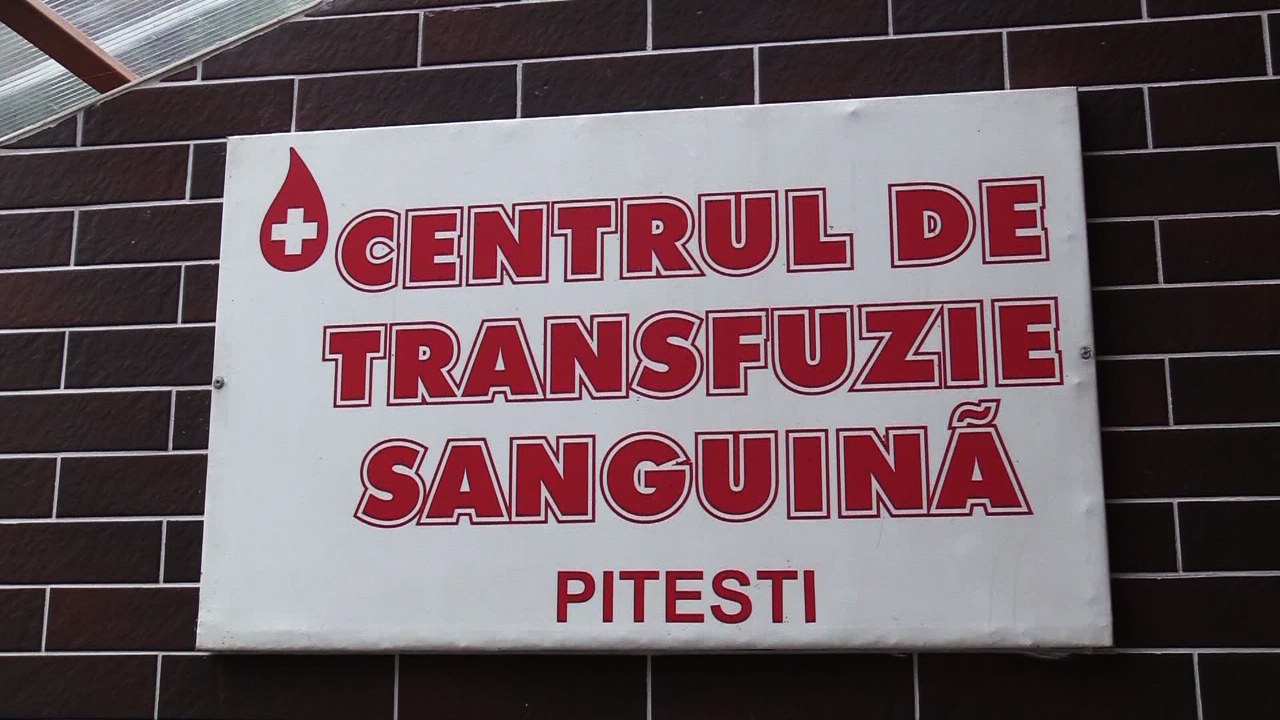 CENTRUL DE
TRANSFUZIE
SANGUINÃ
PITESTI